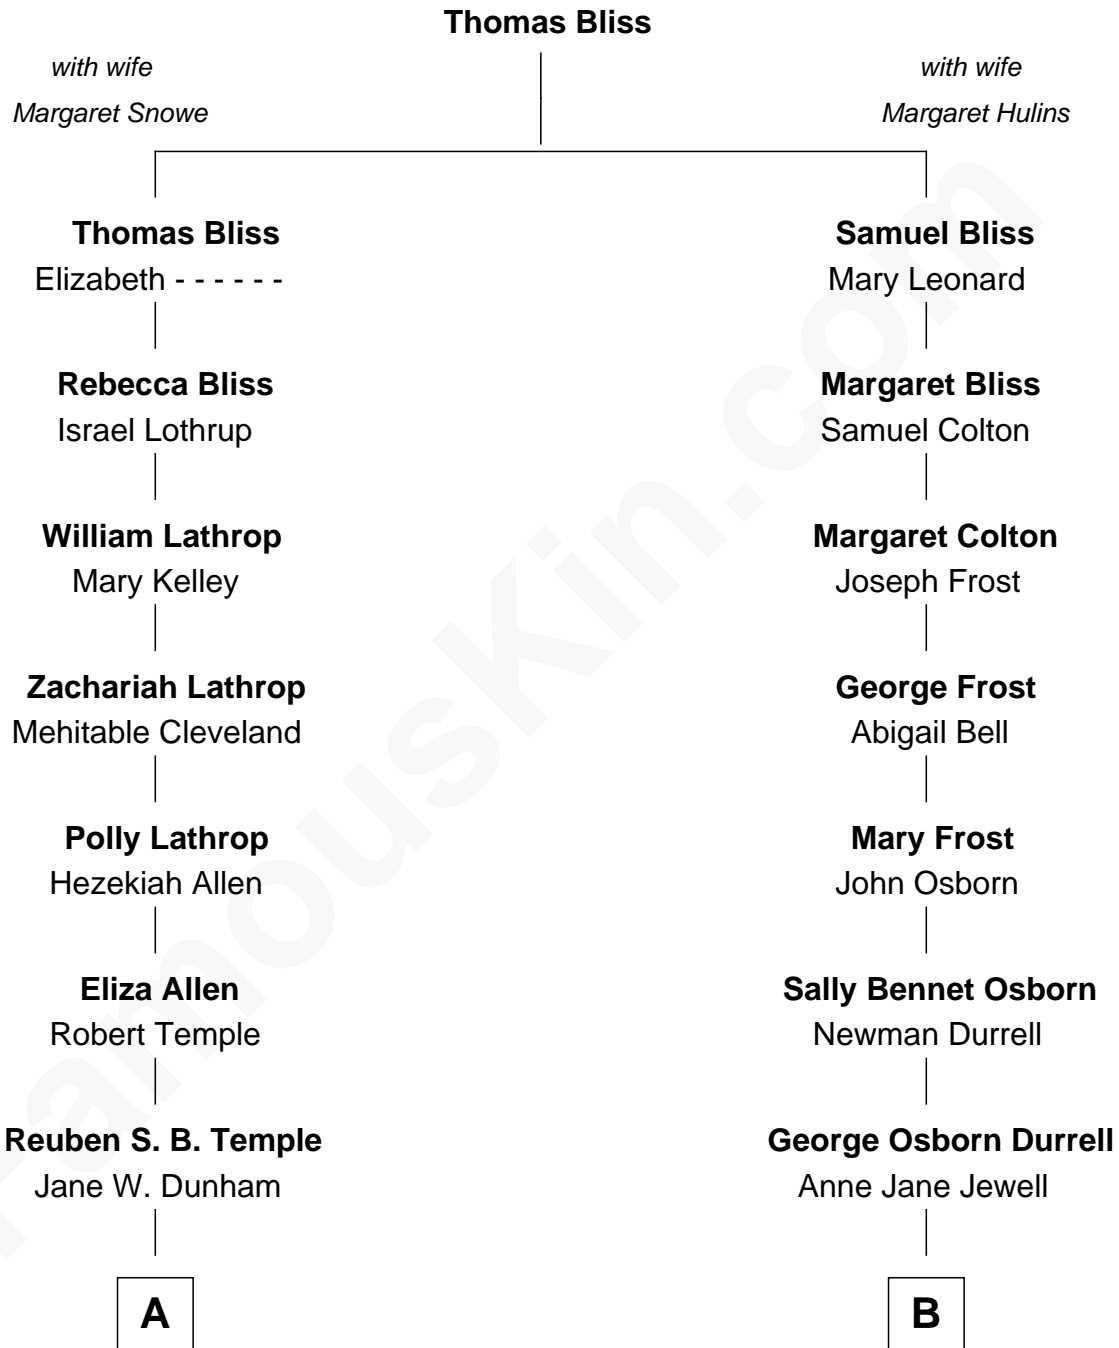 Thomas Bliss
with wife
Margaret Snowe
with wife
Margaret Hulins
Thomas Bliss
Elizabeth - - - - - -
Samuel Bliss
Mary Leonard
Rebecca Bliss
Israel Lothrup
Margaret Bliss
Samuel Colton
William Lathrop
Mary Kelley
Margaret Colton
Joseph Frost
Zachariah Lathrop
Mehitable Cleveland
George Frost
Abigail Bell
Polly Lathrop
Hezekiah Allen
Mary Frost
John Osborn
Eliza Allen
Robert Temple
Sally Bennet Osborn
Newman Durrell
Reuben S. B. Temple
Jane W. Dunham
George Osborn Durrell
Anne Jane Jewell
A
B
FamousKin.com